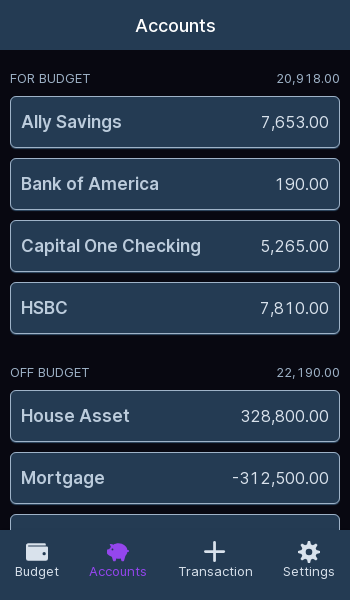 Accounts
FOR BUDGET 20,918.00
Ally Savings 7,653.00
Bank of America 190.00
Capital One Checking 5,265.00
HSBC 7,810.00
OFF BUDGET 22,190.00
House Asset 328,800.00
Mortgage -312,500.00
Budget Accounts Transaction Settings